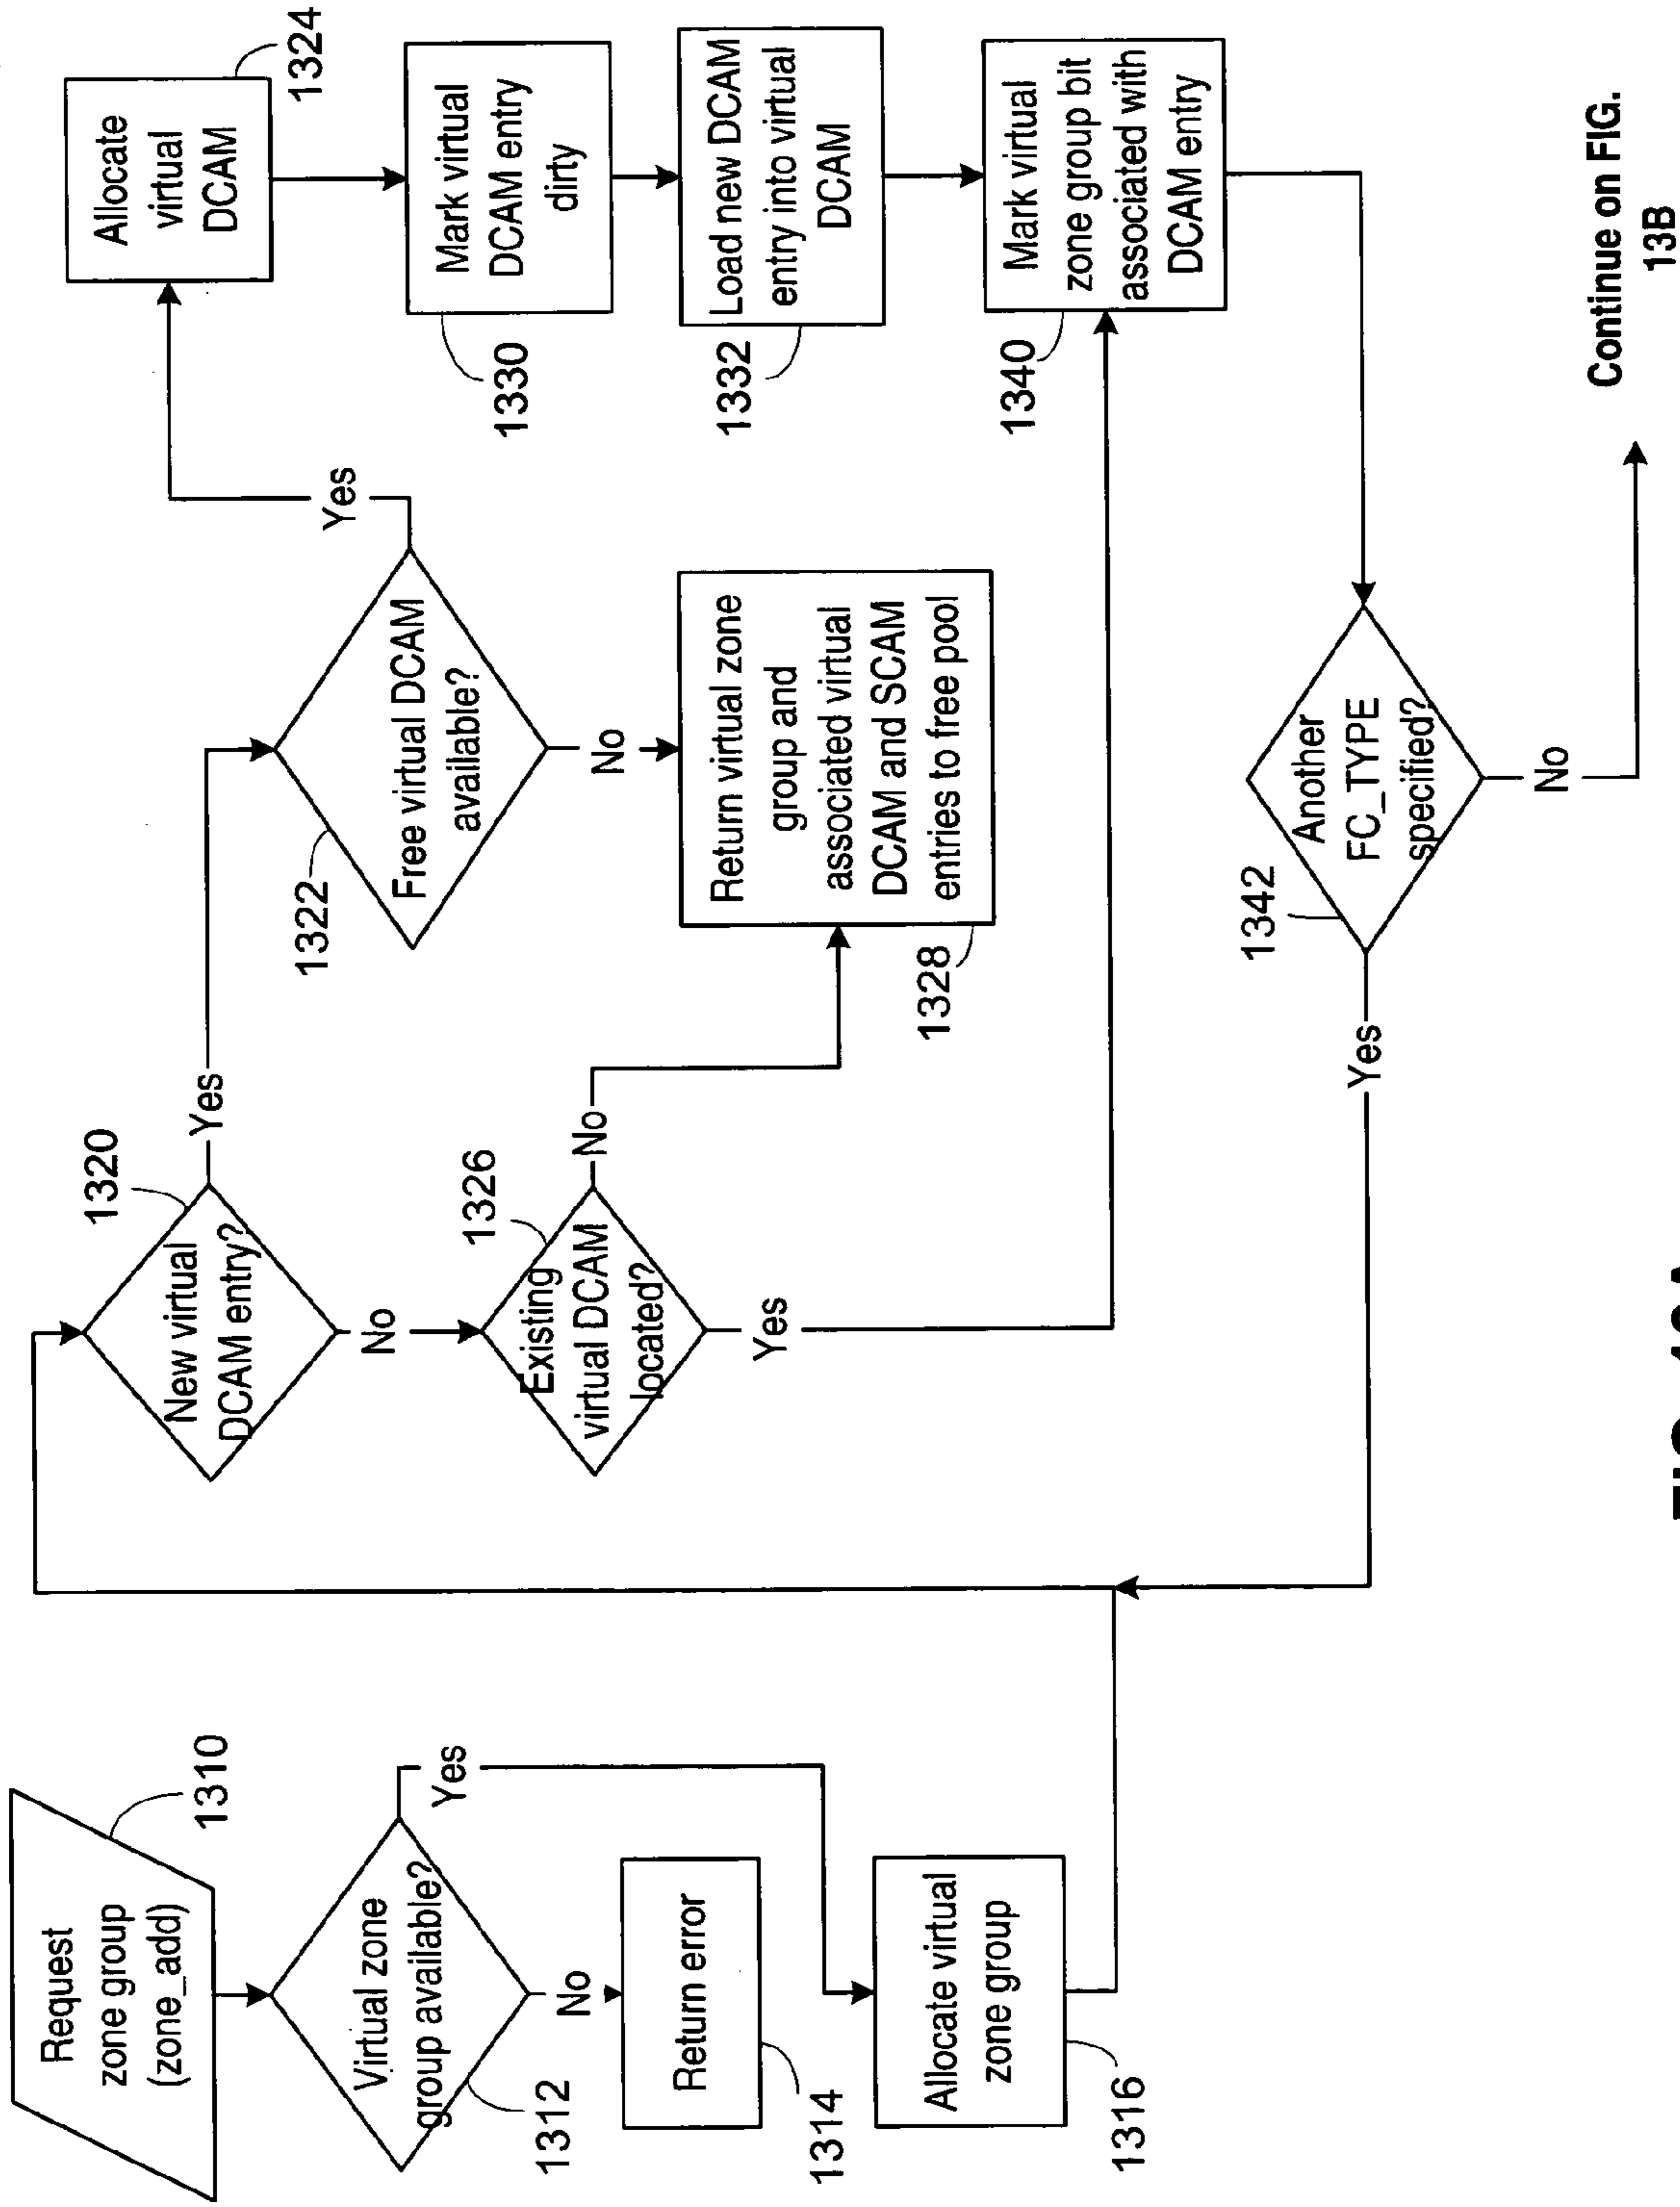 Request
zone group
(zone_add)
1310
Virtual zone
group available?
1312
Yes
No
Return error
1314
Allocate virtual
zone group
1316
New virtual
DCAM entry?
1320
Yes
No
Existing
virtual DCAM
located?
1326
No
Yes
Free virtual DCAM
available?
1322
Yes
No
Return virtual zone
group and
associated virtual
DCAM and SCAM
entries to free pool
1328
Allocate
virtual
DCAM
1324
Mark virtual
DCAM entry
dirty
1330
Load new DCAM
entry into virtual
DCAM
1332
Mark virtual
zone group bit
associated with
DCAM entry
1340
Another
FC_TYPE
specified?
1342
Yes
No
Continue on FIG.
13B